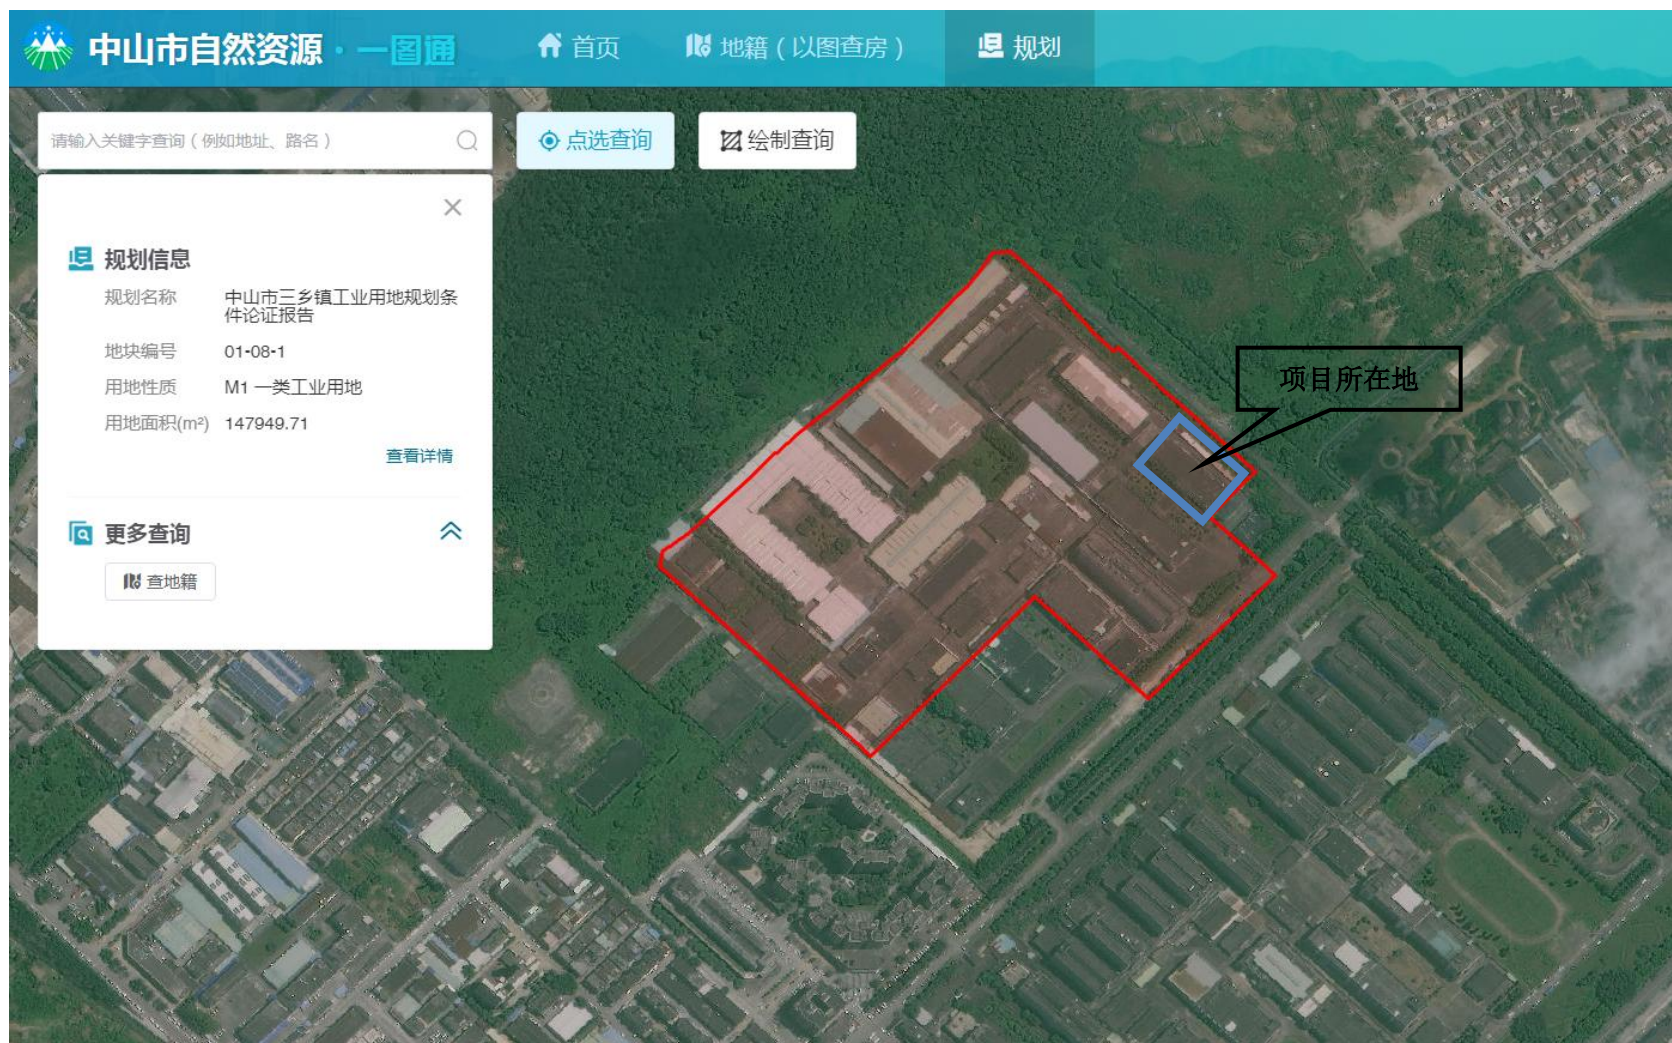 中山市自然资源·一图通
首页
地籍（以图查房）
规划
请输入关键字查询（例如地址、路名）
点选查询
绘制查询
规划信息
规划名称
中山市三乡镇工业用地规划条
件论证报告
地块编号
01-08-1
用地性质
M1 一类工业用地
用地面积(m²)
147949.71
查看详情
更多查询
查地籍
项目所在地